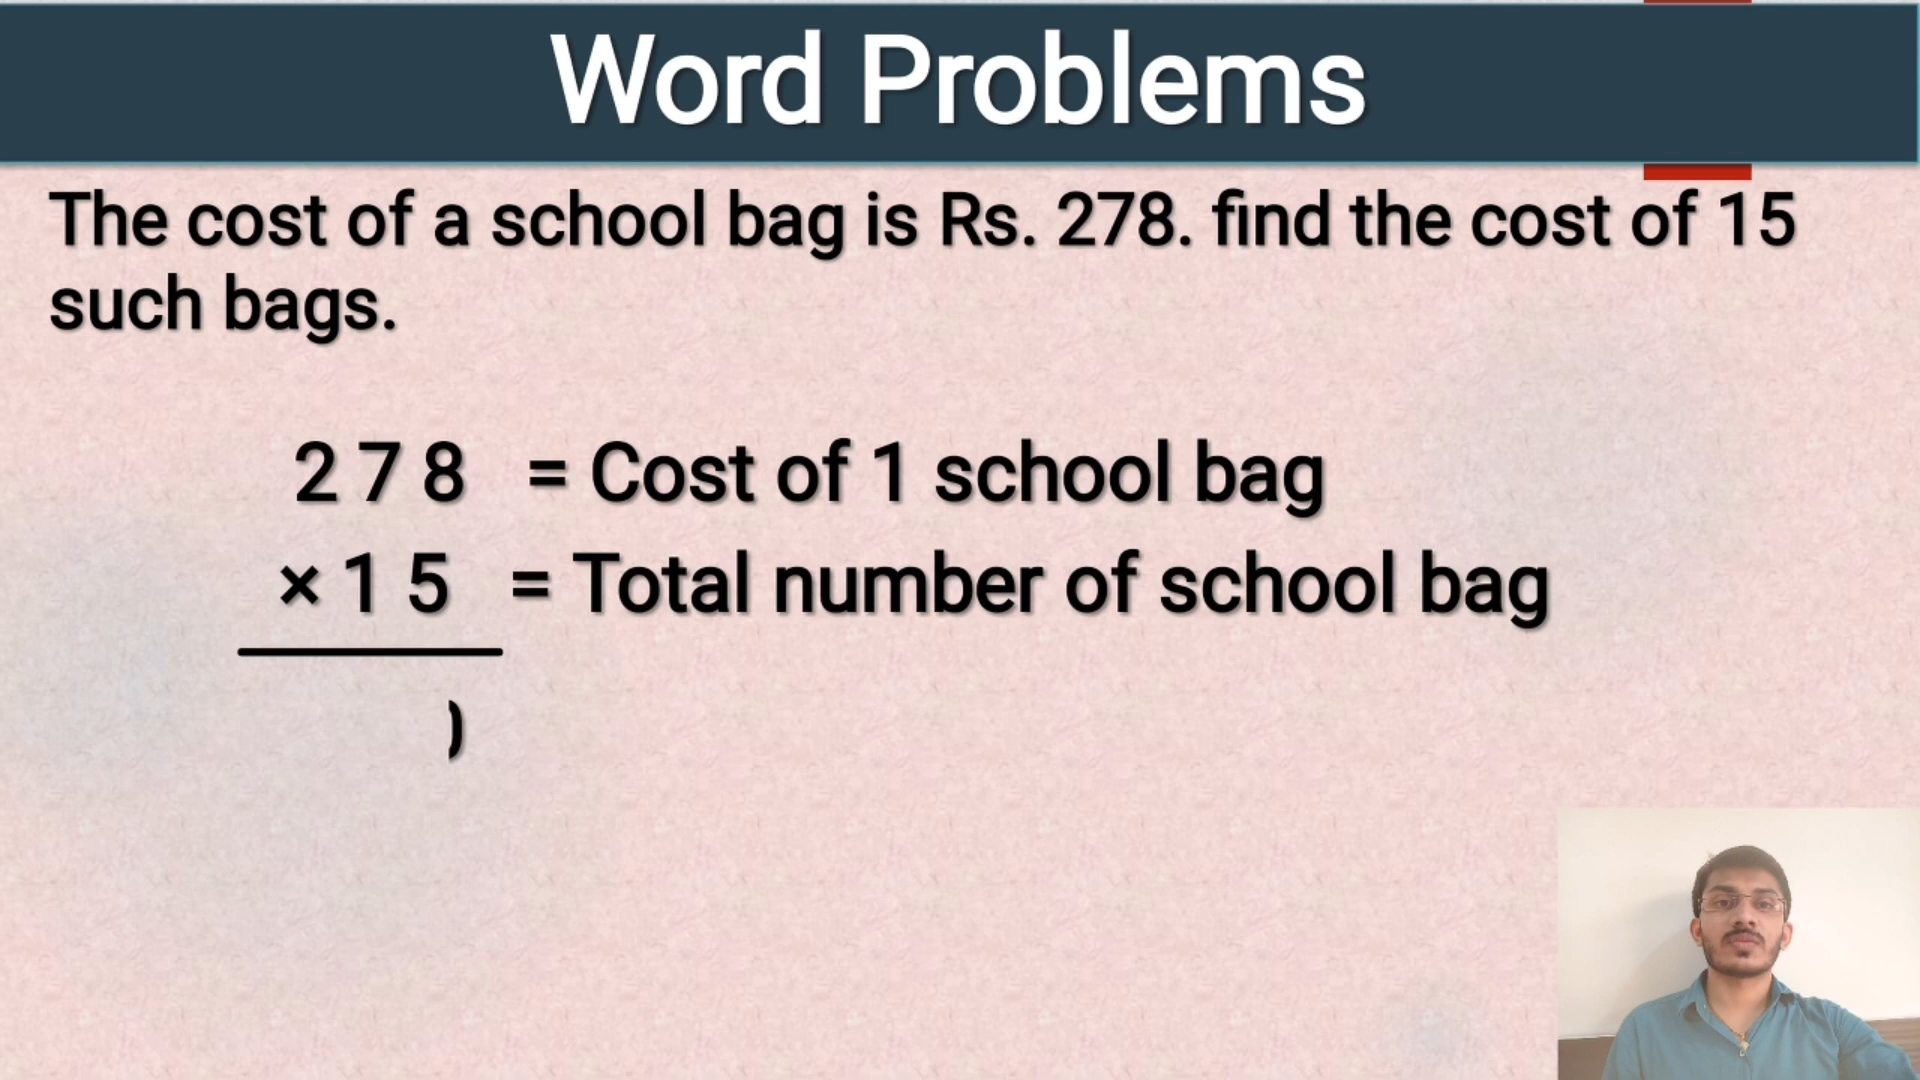 Word Problems
The cost of a school bag is Rs. 278. find the cost of 15
such bags.
2 7 8 = Cost of 1 school bag
× 1 5 = Total number of school bag